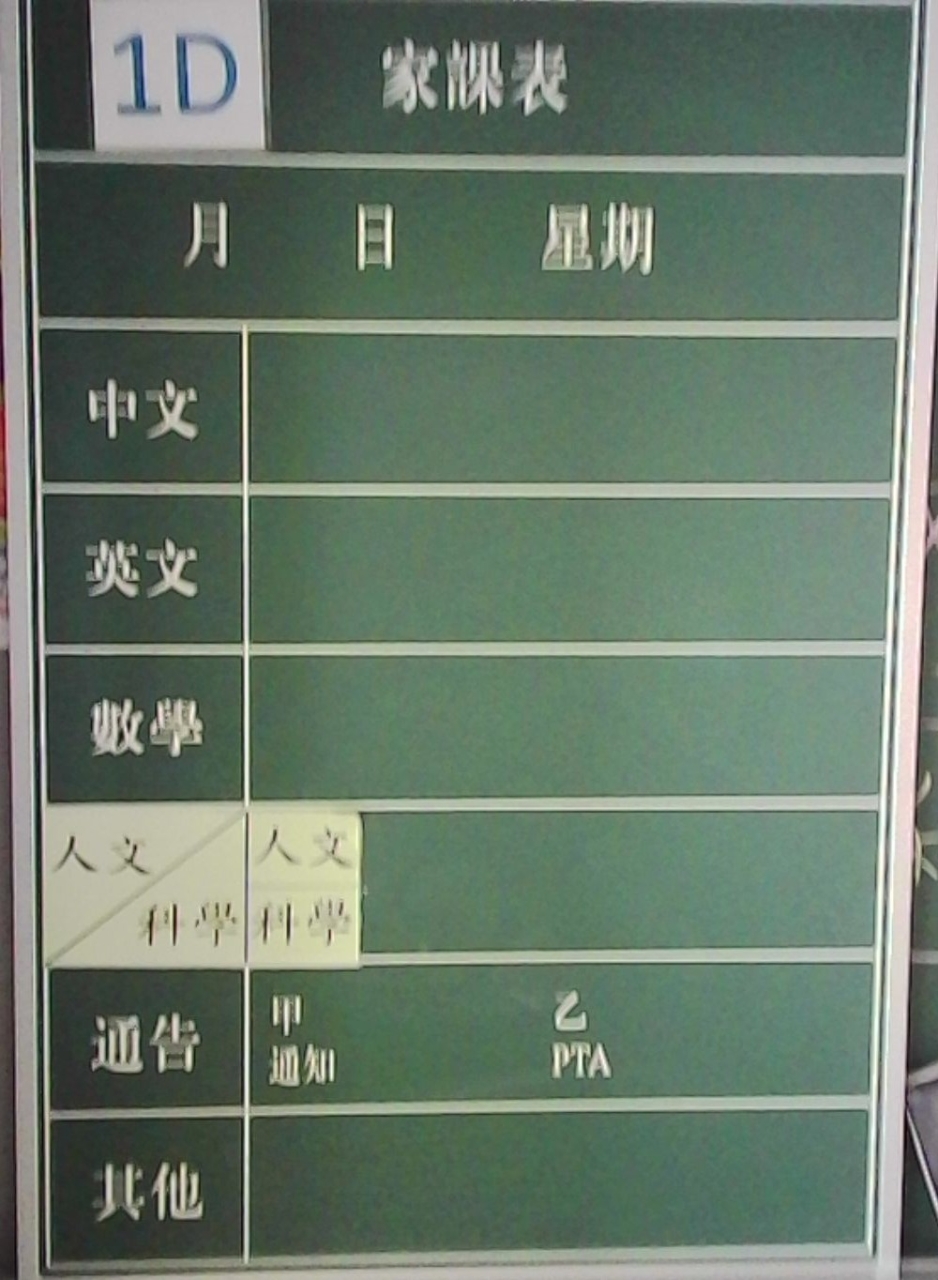 1D 家課表
月 日 星期
中文
英文
數學
人文 人文
科學 科學
通告 甲 乙
通知 PTA
其他